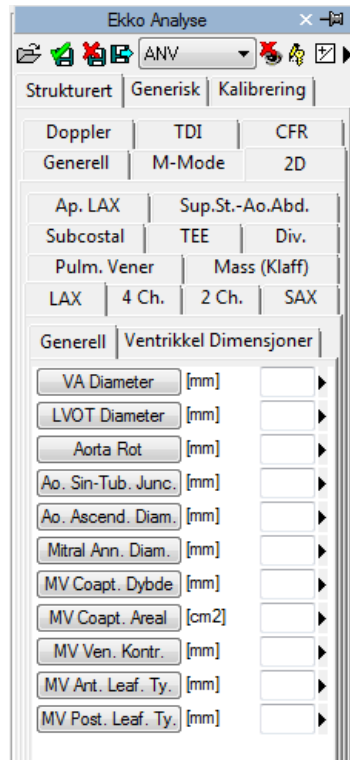 Ekko Analyse
ANV
Strukturert Generisk Kalibrering
Doppler TDI CFR
Generell M-Mode 2D
Ap. LAX Sup.St.-Ao.Abd.
Subcostal TEE Div.
Pulm. Vener Mass (Klaff)
LAX 4 Ch. 2 Ch. SAX
Generell Ventrikkel Dimensjoner
VA Diameter [mm]
LVOT Diameter [mm]
Aorta Rot [mm]
Ao. Sin-Tub. Junc. [mm]
Ao. Ascend. Diam. [mm]
Mitral Ann. Diam. [mm]
MV Coapt. Dybde [mm]
MV Coapt. Areal [cm2]
MV Ven. Kontr. [mm]
MV Ant. Leaf. Ty. [mm]
MV Post. Leaf. Ty. [mm]